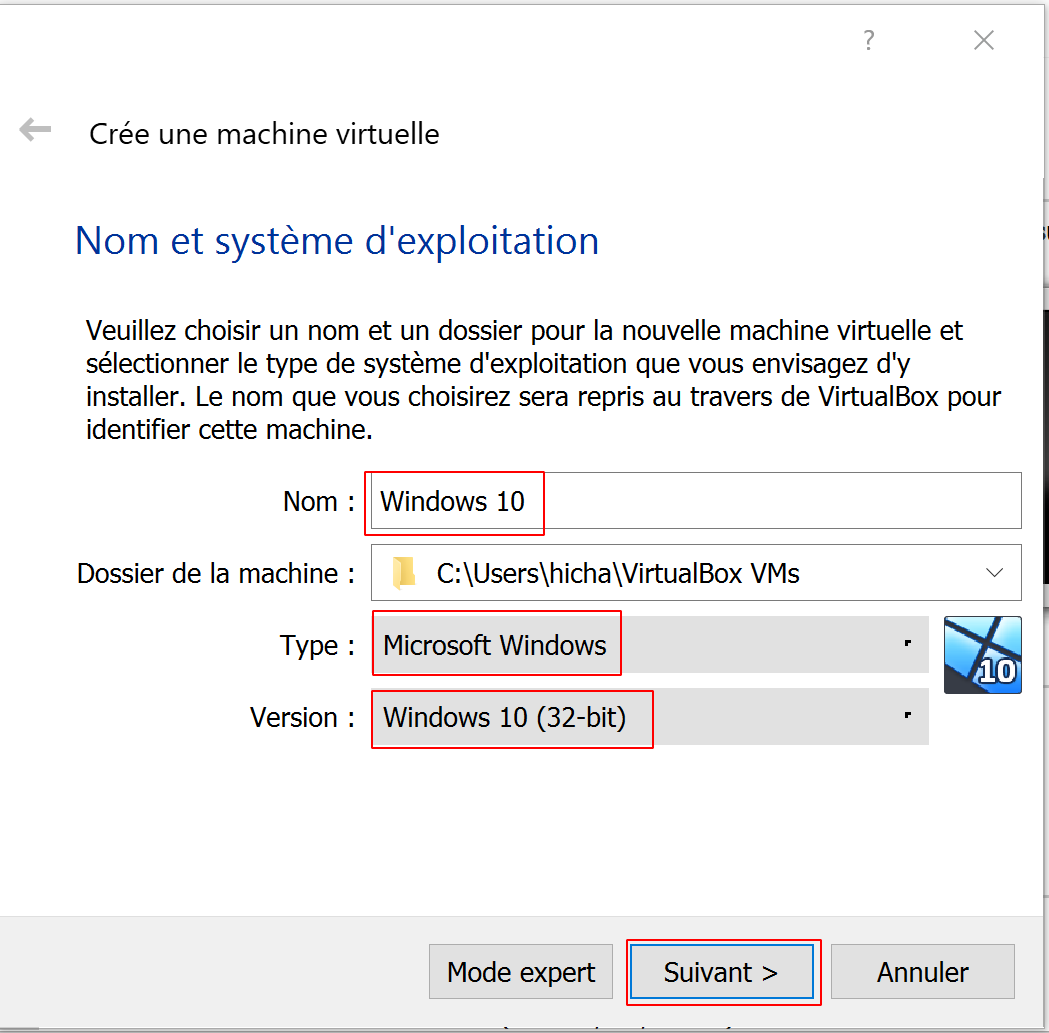 ?
Crée une machine virtuelle
Nom et système d'exploitation
Veuillez choisir un nom et un dossier pour la nouvelle machine virtuelle et
sélectionner le type de système d'exploitation que vous envisagez d'y
installer. Le nom que vous choisirez sera repris au travers de VirtualBox pour
identifier cette machine.
Nom : Windows 10
Dossier de la machine : C:\Users\hicha\VirtualBox VMs
Type : Microsoft Windows
10
Version : Windows 10 (32-bit)
Mode expert Suivant > Annuler